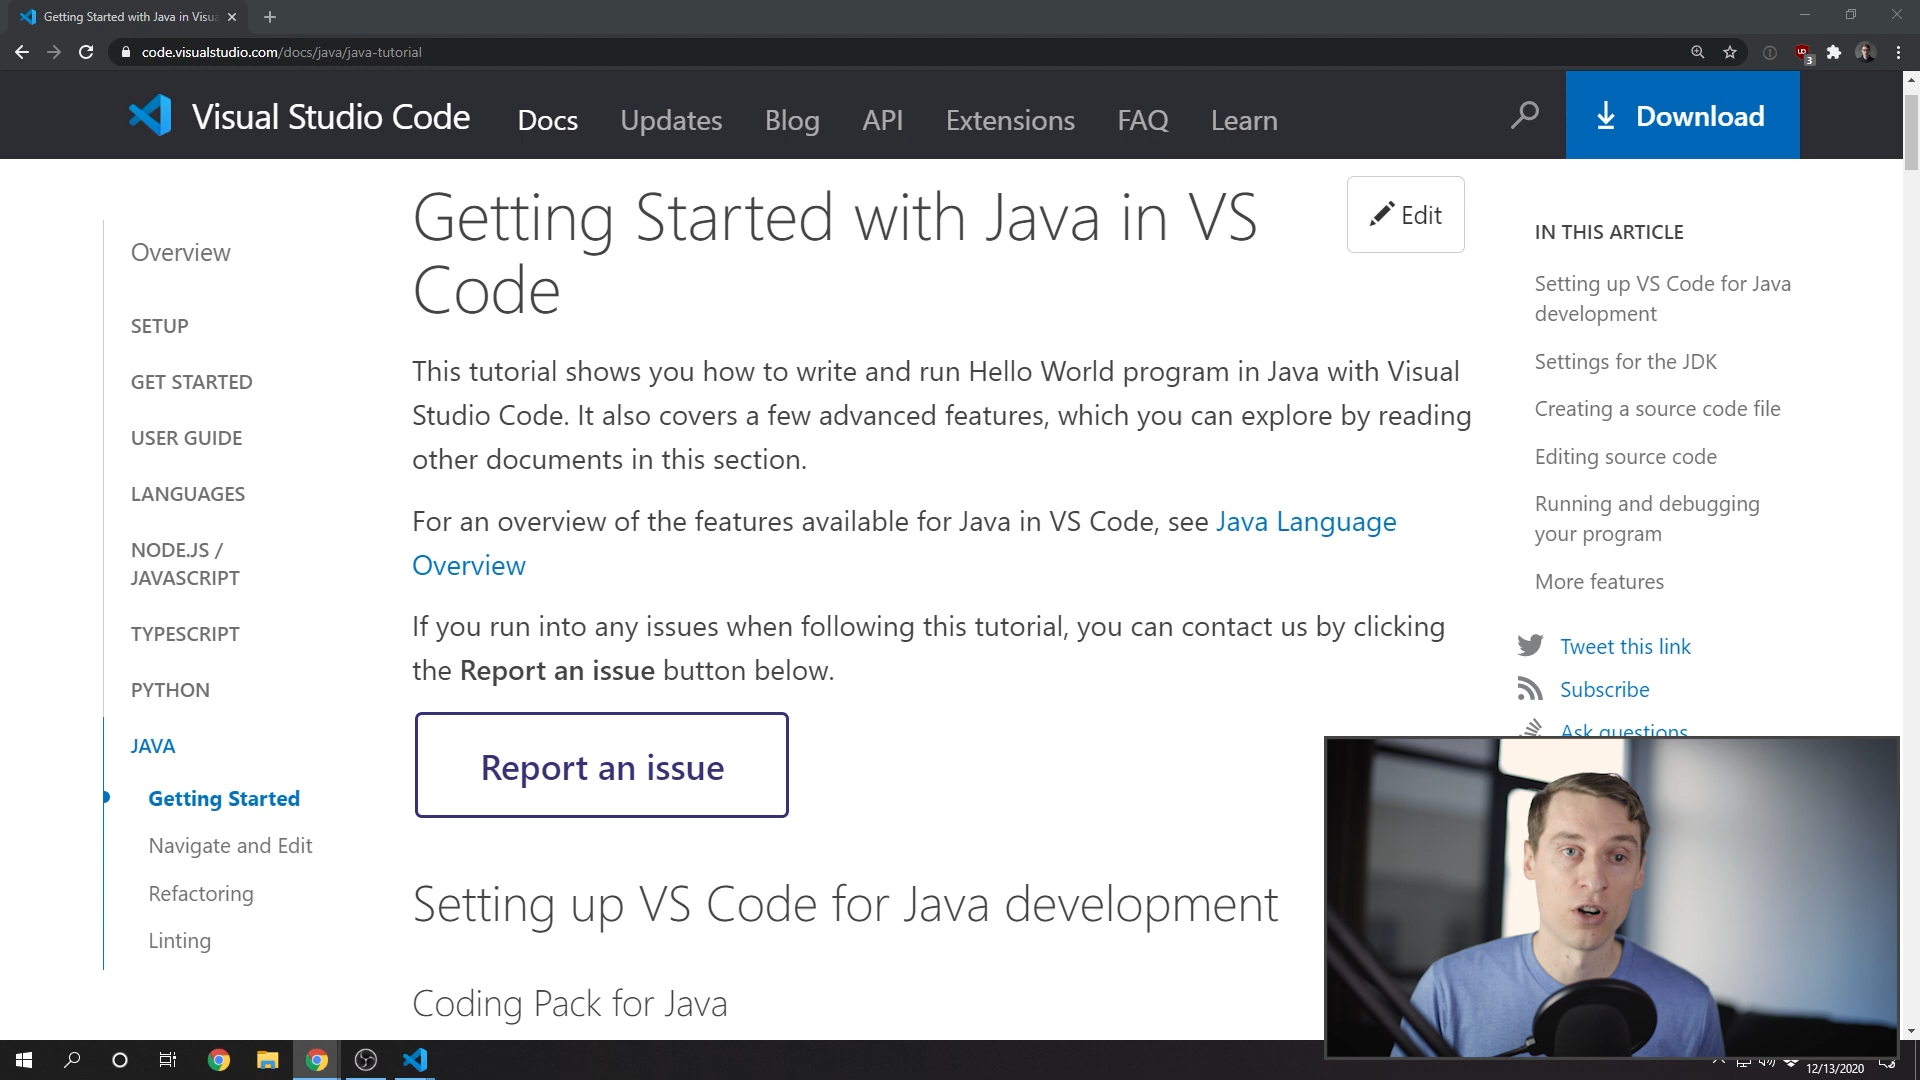 Getting Started with Java in Visua
code.visualstudio.com/docs/java/java-tutorial
3
Visual Studio Code
Docs
Updates
Blog
API
Extensions
FAQ
Learn
Download
Overview
SETUP
GET STARTED
USER GUIDE
LANGUAGES
NODE.JS /
JAVASCRIPT
TYPESCRIPT
PYTHON
JAVA
Getting Started
Navigate and Edit
Refactoring
Linting
Getting Started with Java in VS
Code
Edit
This tutorial shows you how to write and run Hello World program in Java with Visual
Studio Code. It also covers a few advanced features, which you can explore by reading
other documents in this section.
For an overview of the features available for Java in VS Code, see Java Language
Overview
If you run into any issues when following this tutorial, you can contact us by clicking
the Report an issue button below.
Report an issue
Setting up VS Code for Java development
Coding Pack for Java
IN THIS ARTICLE
Setting up VS Code for Java
development
Settings for the JDK
Creating a source code file
Editing source code
Running and debugging
your program
More features
Tweet this link
Subscribe
Ask questions
12/13/2020